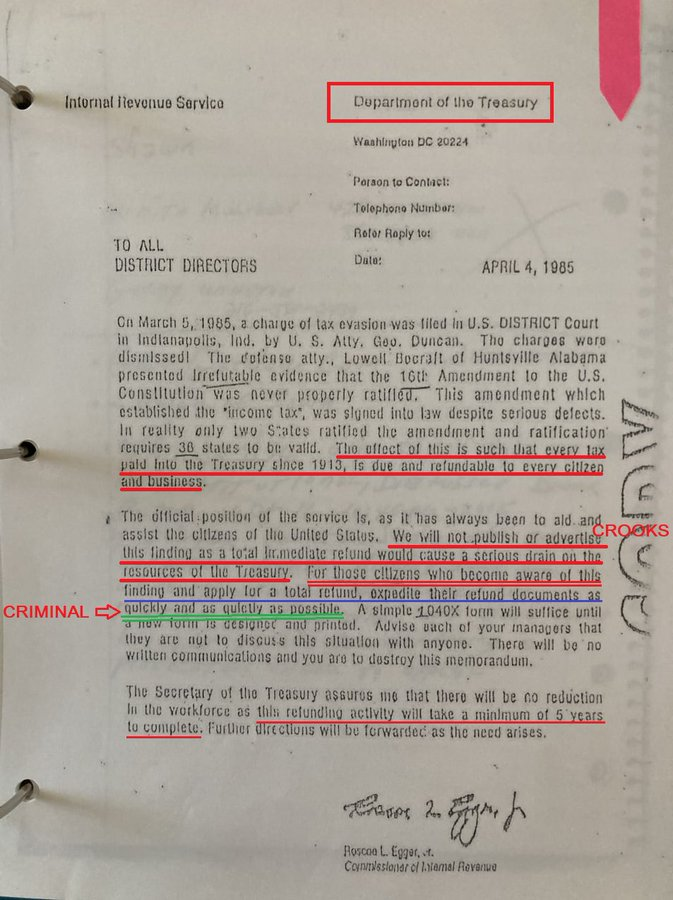 Internal Revenue Service
Department of the Treasury
Washington DC 20224
Person to Contact:
Telephone Number:
Refer Reply to:
Date:
APRIL 4, 1985
TO ALL
DISTRICT DIRECTORS
On March 5, 1985, a charge of tax evasion was filed in U.S. DISTRICT Court
in Indianapolis, Ind. by U. S. Atty. Geo. Duncan. The charges were
dismissed! The defense atty., Lowell Becraft of Huntsville Alabama
presented irrefutable evidence that the 16th Amendment to the U.S.
Constitution was never properly ratified. This amendment which
established the "income tax", was signed into law despite serious defects.
In reality only two States ratified the amendment and ratification
requires 36 states to be valid. The effect of this is such that every tax
paid into the Treasury since 1913, is due and refundable to every citizen
and business.
The official position of the service is, as it has always been to aid and
assist the citizens of the United States. We will not publish or advertise
CROOKS
this finding as a total immediate refund would cause a serious drain on the
resources of the Treasury. For those citizens who become aware of this
finding and apply for a total refund, expedite their refund documents as
CRIMINAL
quickly and as quietly as possible. A simple 1040X form will suffice until
a new form is designed and printed. Advise each of your managers that
they are not to discuss this situation with anyone. There will be no
written communications and you are to destroy this memorandum.
The Secretary of the Treasury assures me that there will be no reduction
in the workforce as this refunding activity will take a minimum of 5 years
to complete. Further directions will be forwarded as the need arises.
Roscoe L. Egger, Jr.
Roscoe L. Egger, Jr.
Commissioner of Internal Revenue